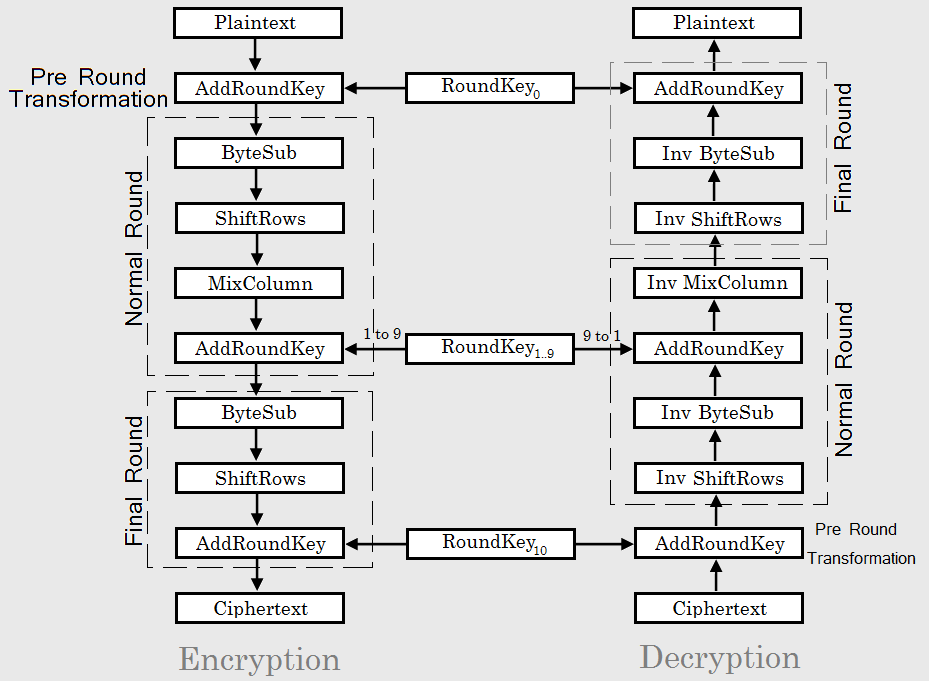 Plaintext
Pre Round
Transformation
AddRoundKey
ByteSub
ShiftRows
MixColumn
AddRoundKey
Normal Round
ByteSub
ShiftRows
AddRoundKey
Final Round
Ciphertext
Encryption
RoundKey0
1 to 9
RoundKey1..9
9 to 1
RoundKey10
Plaintext
AddRoundKey
Inv ByteSub
Inv ShiftRows
Final Round
Inv MixColumn
AddRoundKey
Inv ByteSub
Inv ShiftRows
Normal Round
AddRoundKey
Pre Round
Transformation
Ciphertext
Decryption